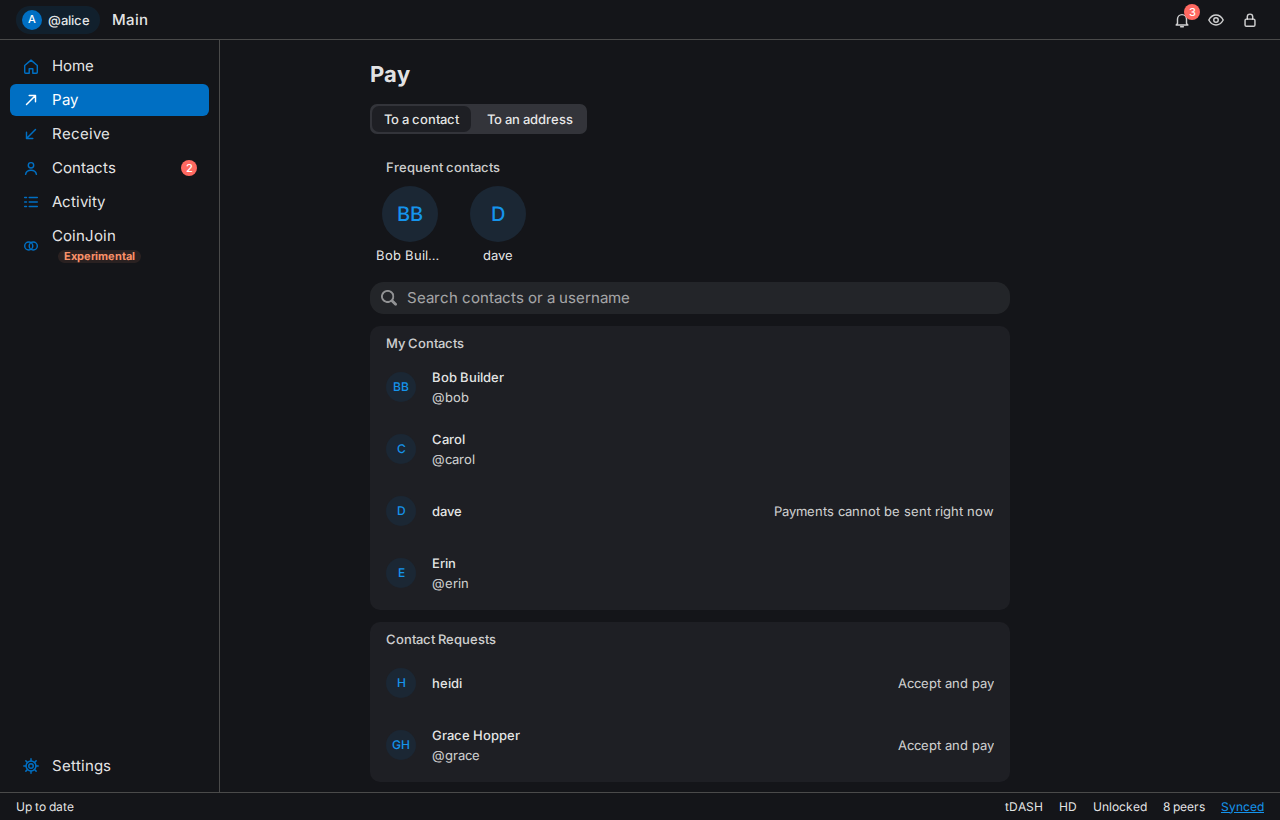 A @alice Main 3
Home
Pay
Receive
Contacts 2
Activity
CoinJoin
Experimental
Settings
Pay
To a contact To an address
Frequent contacts
BB D
Bob Buil... dave
Search contacts or a username
My Contacts
BB Bob Builder
@bob
C Carol
@carol
D dave Payments cannot be sent right now
E Erin
@erin
Contact Requests
H heidi Accept and pay
GH Grace Hopper Accept and pay
@grace
Up to date tDASH HD Unlocked 8 peers Synced